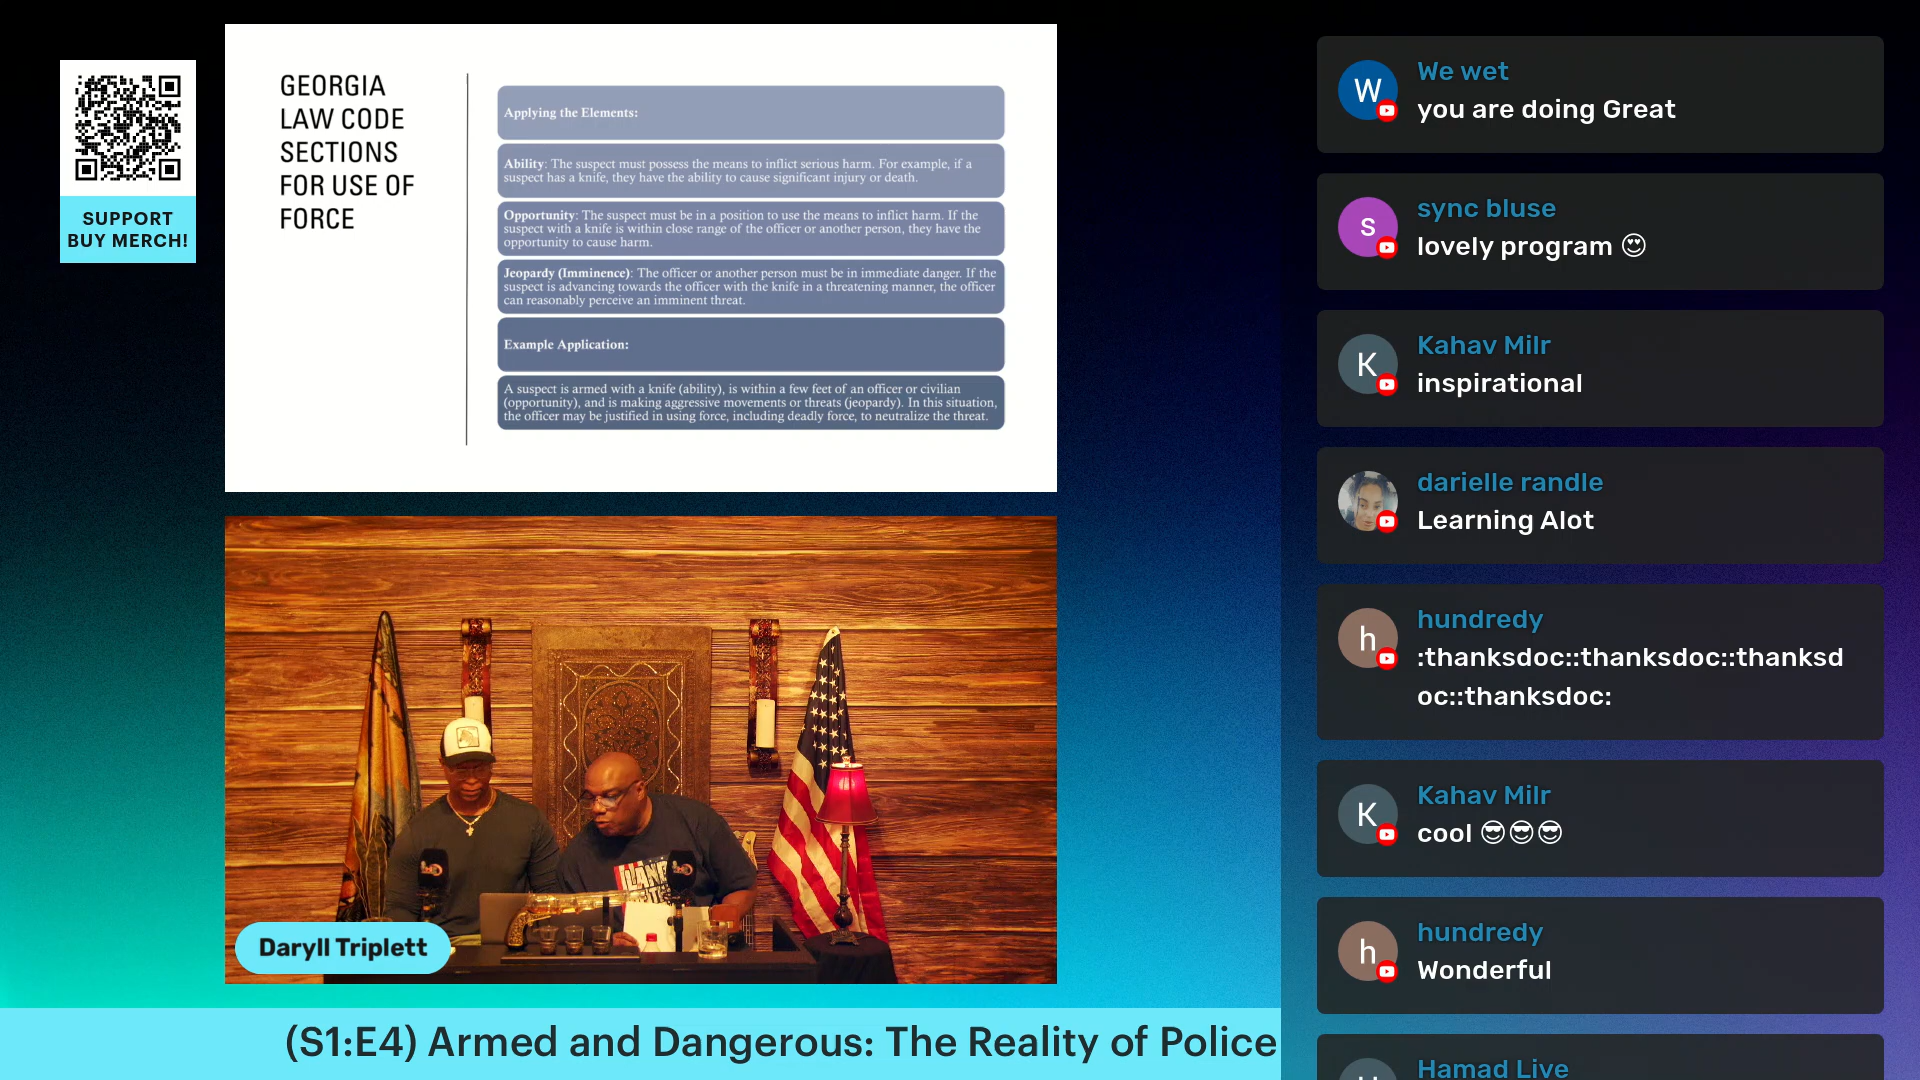 SUPPORT
BUY MERCH!
GEORGIA
LAW CODE
SECTIONS
FOR USE OF
FORCE
Applying the Elements:
Ability: The suspect must possess the means to inflict serious harm. For example, if a
suspect has a knife, they have the ability to cause significant injury or death.
Opportunity: The suspect must be in a position to use the means to inflict harm. If the
suspect with a knife is within close range of the officer or another person, they have the
opportunity to cause harm.
Jeopardy (Imminence): The officer or another person must be in immediate danger. If the
suspect is advancing towards the officer with the knife in a threatening manner, the officer
can reasonably perceive an imminent threat.
Example Application:
A suspect is armed with a knife (ability), is within a few feet of an officer or civilian
(opportunity), and is making aggressive movements or threats (jeopardy). In this situation,
the officer may be justified in using force, including deadly force, to neutralize the threat.
Daryll Triplett
(S1:E4) Armed and Dangerous: The Reality of Police
W
We wet
you are doing Great
s
sync bluse
lovely program 😍
K
Kahav Milr
inspirational
darielle randle
Learning Alot
h
hundredy
:thanksdoc::thanksdoc::thanksd
oc::thanksdoc:
K
Kahav Milr
cool 😎😎😎
h
hundredy
Wonderful
Hamad Live